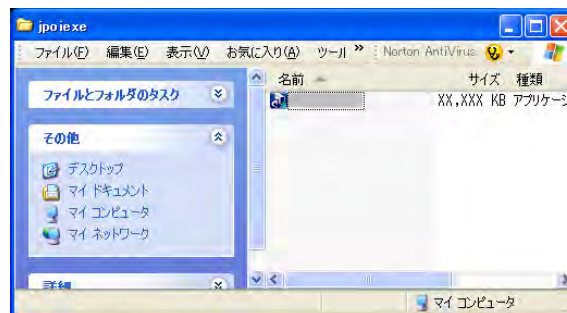 jpoiexe
ファイル(F) 編集(E) 表示(V) お気に入り(A) ツール » Norton AntiVirus
名前 サイズ 種類
ファイルとフォルダのタスク
XX,XXX KB アプリケーシ
その他
デスクトップ
マイ ドキュメント
マイ コンピュータ
マイ ネットワーク
詳細
マイ コンピュータ